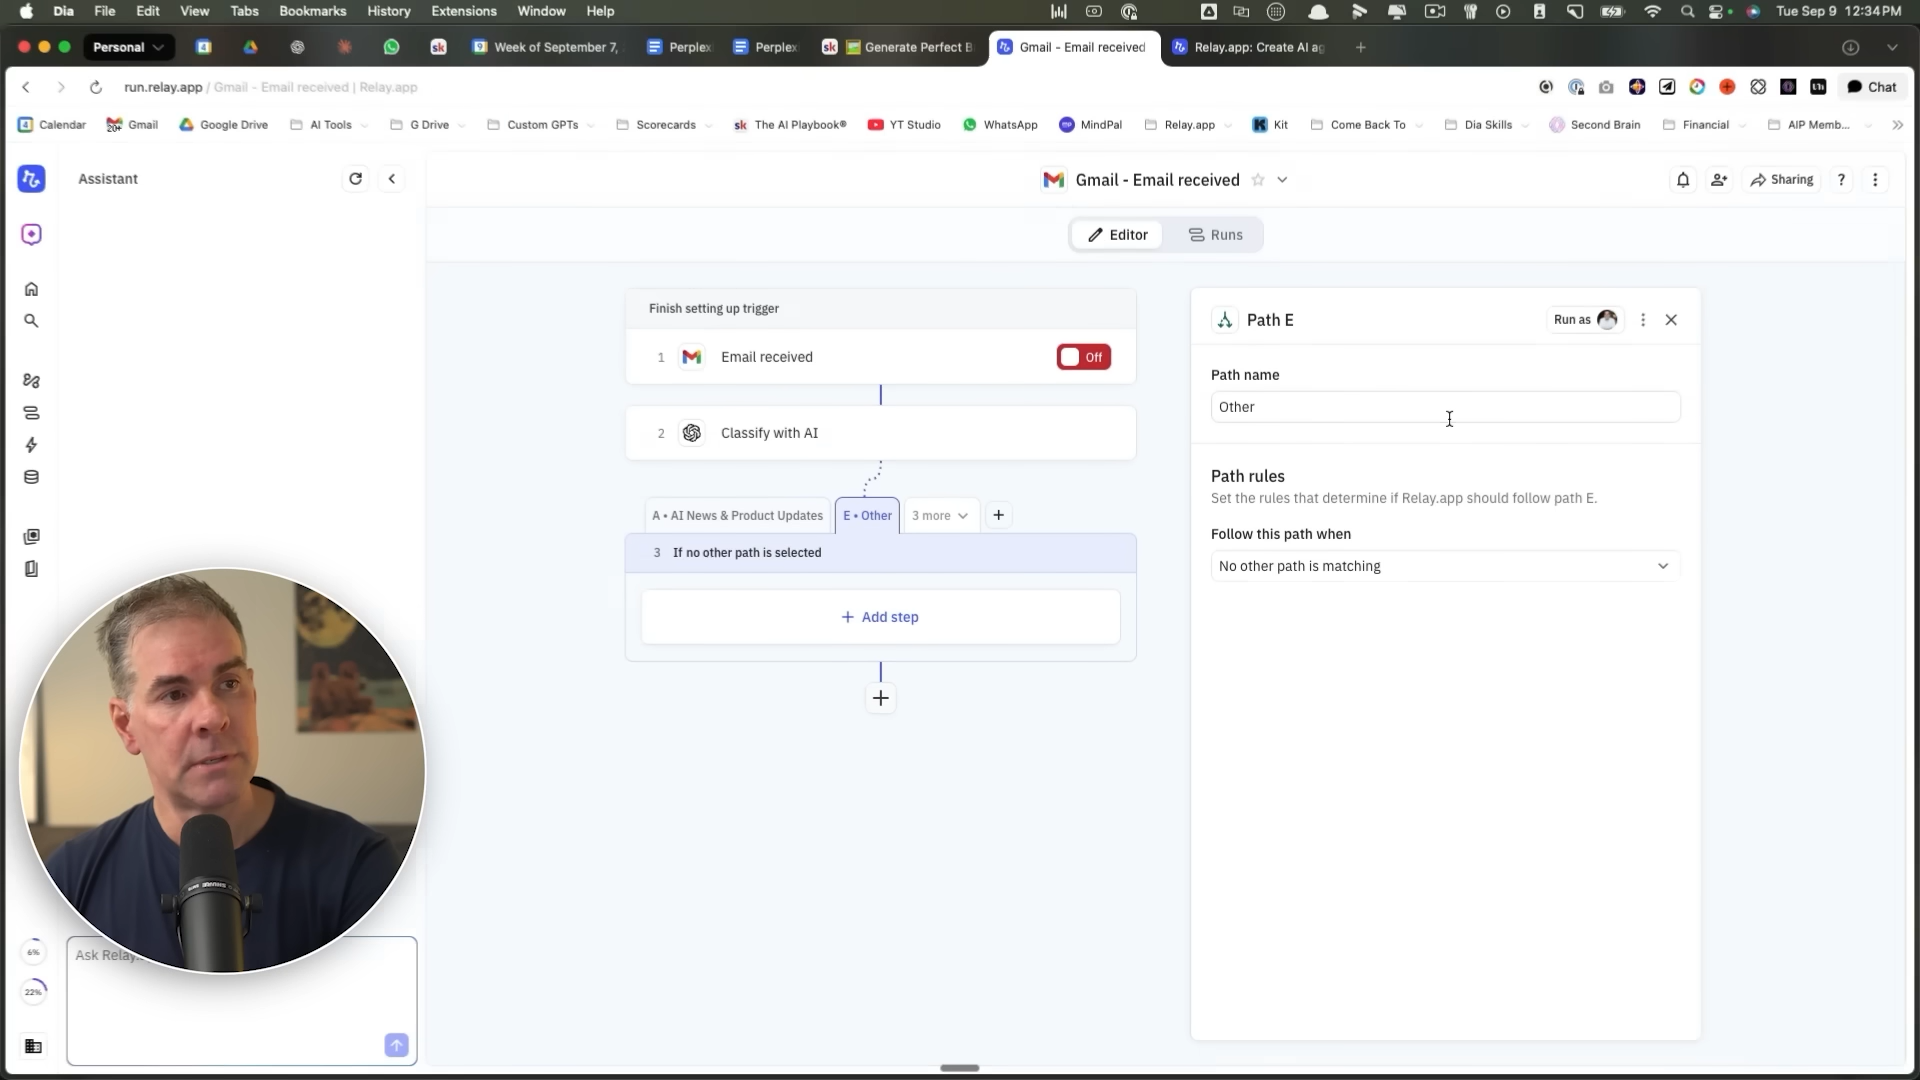 Dia File Edit View Tabs Bookmarks History Extensions Window Help Tue Sep 9 12:34 PM
Personal sk Week of September 7, Perplex Perplex sk Generate Perfect B Gmail - Email received Relay.app: Create AI ag
run.relay.app / Gmail - Email received | Relay.app Chat
Calendar Gmail Google Drive AI Tools G Drive Custom GPTs Scorecards sk The AI Playbook® YT Studio WhatsApp MindPal Relay.app Kit Come Back To Dia Skills Second Brain Financial AIP Memb...
Assistant
Gmail - Email received
Sharing ?
Editor Runs
Finish setting up trigger
1 Email received Off
2 Classify with AI
A • AI News & Product Updates E • Other 3 more
3 If no other path is selected
Add step
Path E Run as
Path name
Other
Path rules
Set the rules that determine if Relay.app should follow path E.
Follow this path when
No other path is matching
6%
22%
Ask Relay.